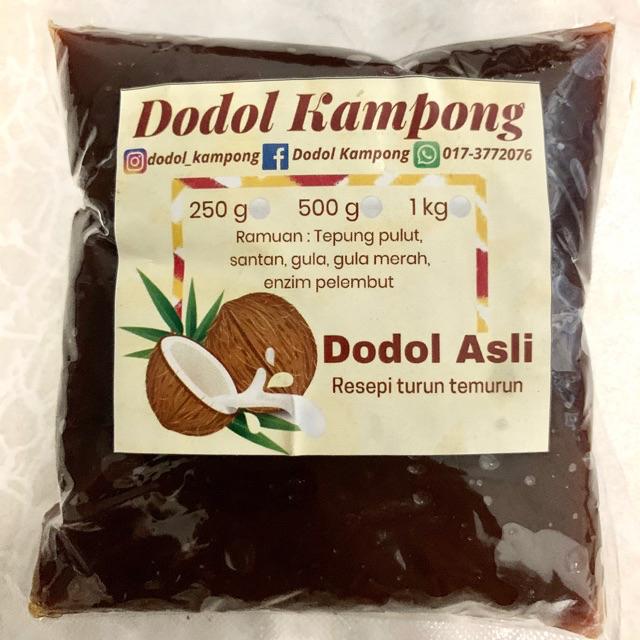 Dodol Kampong
dodol_kampong Dodol Kampong 017-3772076
250 g 500 g 1 kg
Ramuan : Tepung pulut,
santan, gula, gula merah,
enzim pelembut
Dodol Asli
Resepi turun temurun